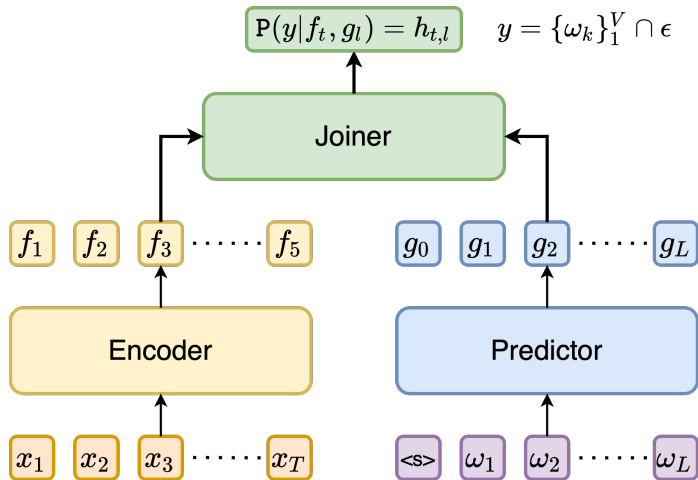 P(y|f_t, g_l) = h_{t,l} y = {ω_k}_1^V ∩ ϵ
Joiner
f_1 f_2 f_3 ...... f_5 g_0 g_1 g_2 ...... g_L
Encoder Predictor
x_1 x_2 x_3 ...... x_T <s> ω_1 ω_2 ...... ω_L